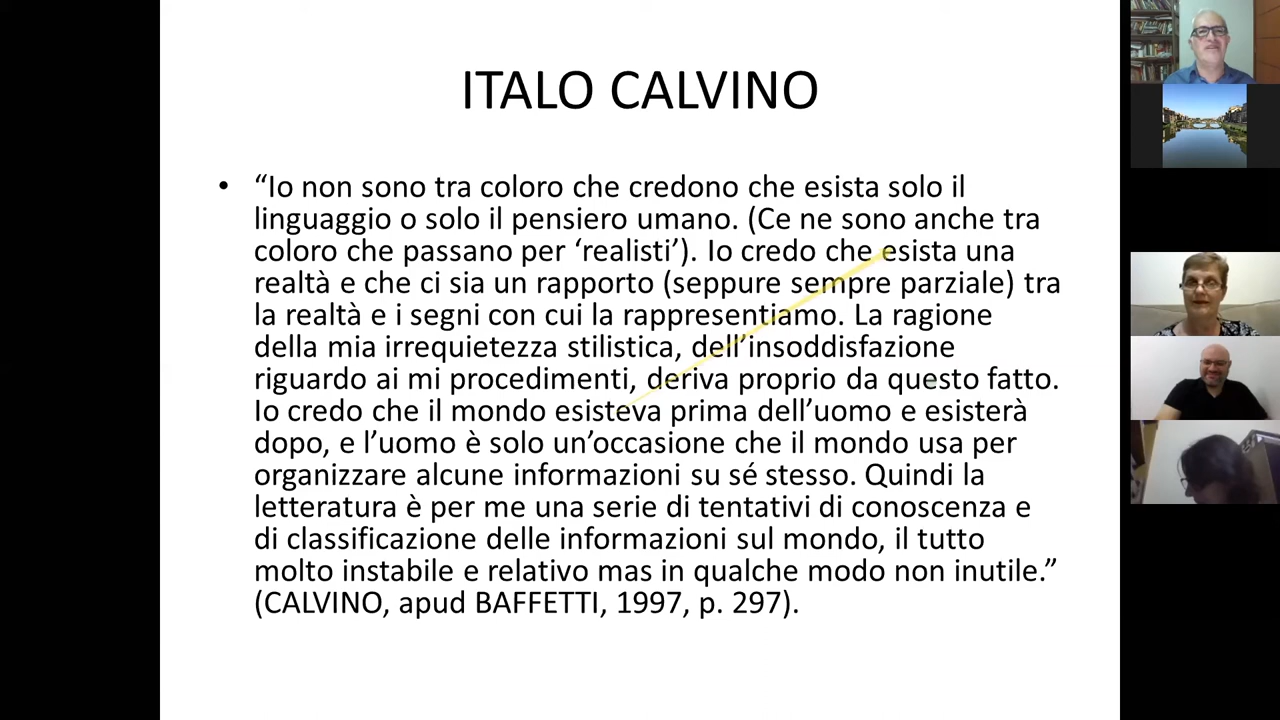 ITALO CALVINO
• “Io non sono tra coloro che credono che esista solo il
linguaggio o solo il pensiero umano. (Ce ne sono anche tra
coloro che passano per ‘realisti’). Io credo che esista una
realtà e che ci sia un rapporto (seppure sempre parziale) tra
la realtà e i segni con cui la rappresentiamo. La ragione
della mia irrequietezza stilistica, dell’insoddisfazione
riguardo ai mi procedimenti, deriva proprio da questo fatto.
Io credo che il mondo esisteva prima dell’uomo e esisterà
dopo, e l’uomo è solo un’occasione che il mondo usa per
organizzare alcune informazioni su sé stesso. Quindi la
letteratura è per me una serie di tentativi di conoscenza e
di classificazione delle informazioni sul mondo, il tutto
molto instabile e relativo mas in qualche modo non inutile.”
(CALVINO, apud BAFFETTI, 1997, p. 297).